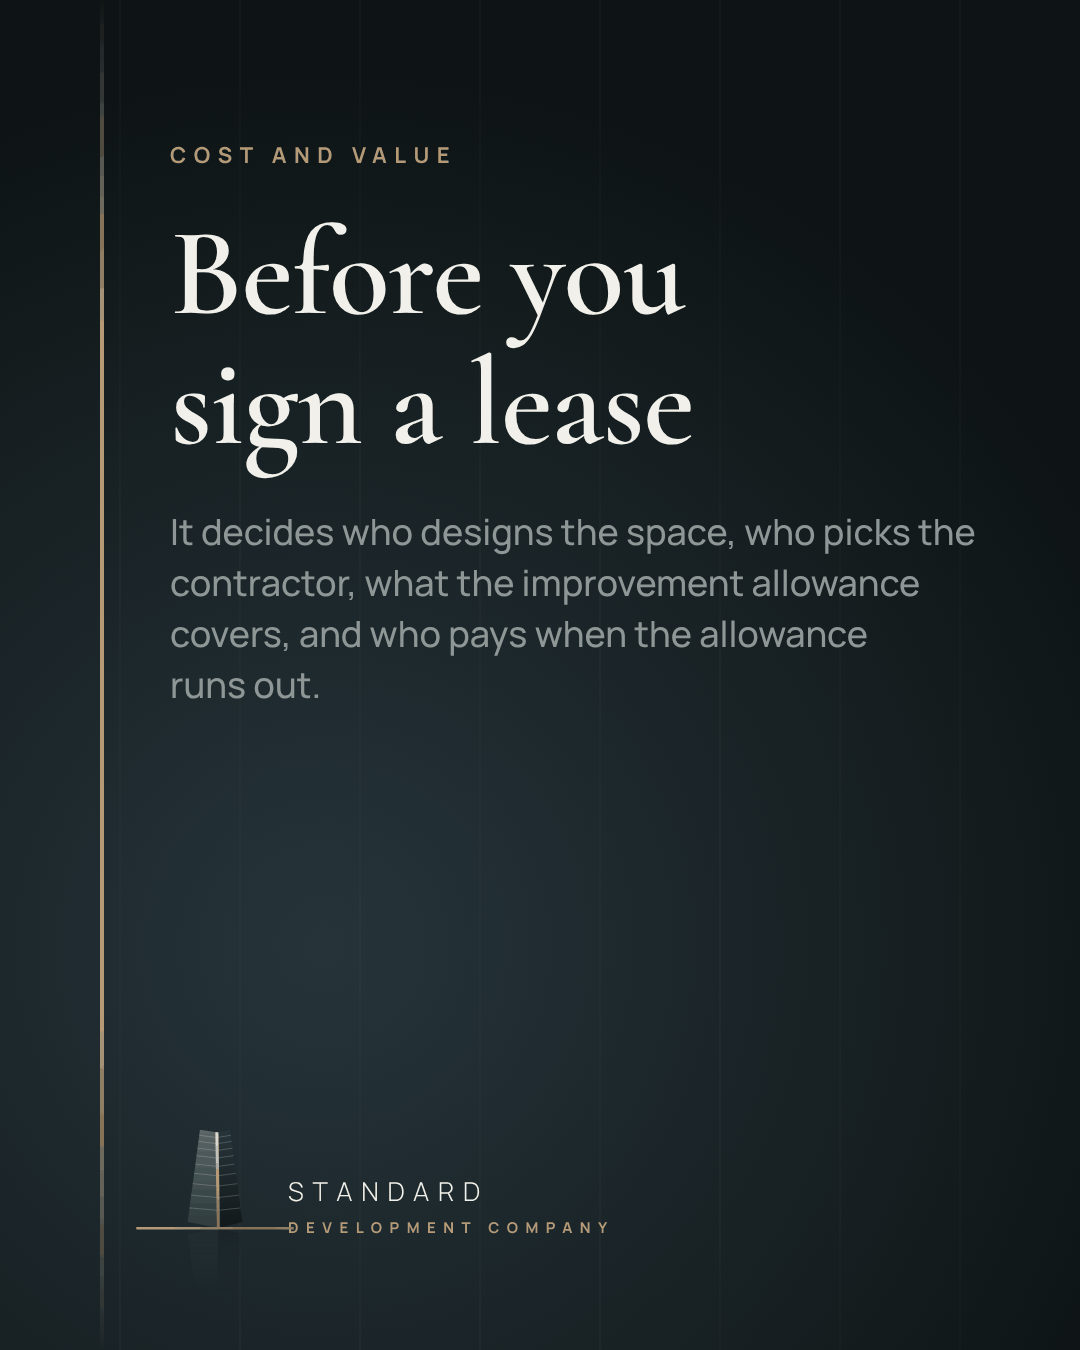 COST AND VALUE
Before you
sign a lease
It decides who designs the space, who picks the
contractor, what the improvement allowance
covers, and who pays when the allowance
runs out.
STANDARD
DEVELOPMENT COMPANY